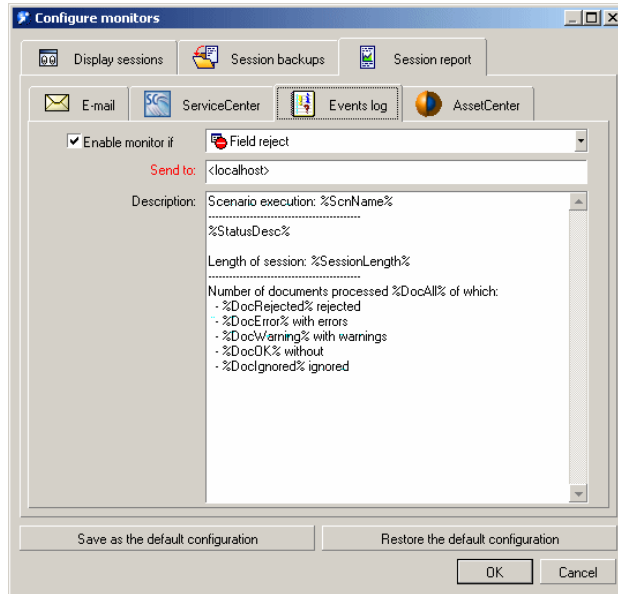 Configure monitors
Display sessions
Session backups
Session report
E-mail
ServiceCenter
Events log
AssetCenter
Enable monitor if
Field reject
Send to:
<localhost>
Description:
Scenario execution: %ScnName%
--------------------------------------------
%StatusDesc%
Length of session: %SessionLength%
--------------------------------------------
Number of documents processed %DocAll% of which:
- %DocRejected% rejected
- %DocError% with errors
- %DocWarning% with warnings
- %DocOK% without
- %DocIgnored% ignored
Save as the default configuration
Restore the default configuration
OK
Cancel